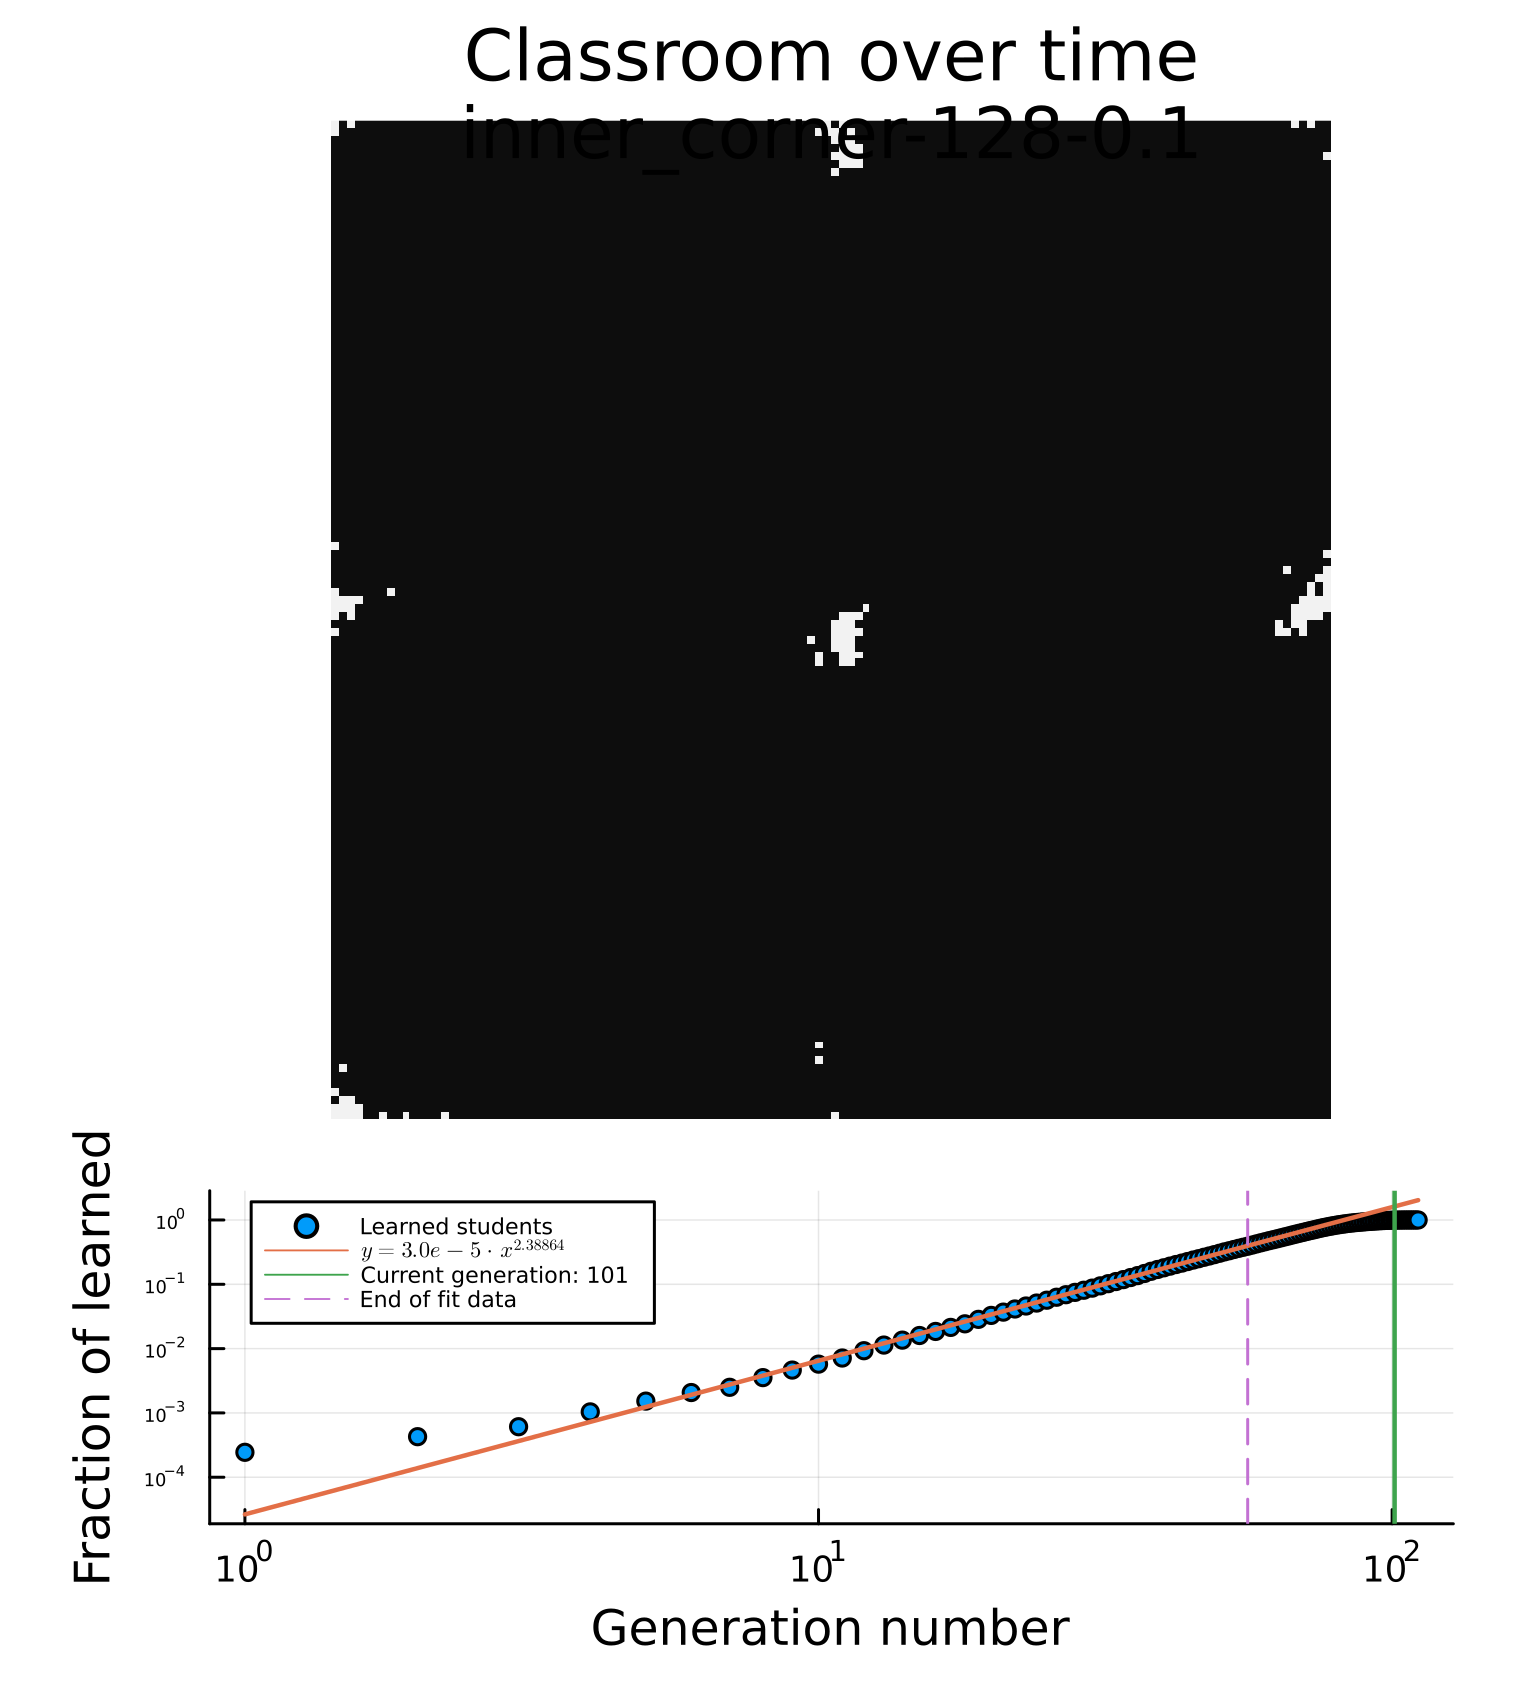 Classroom over time
inner_corner-128-0.1
Fraction of learned
10^0
10^-1
10^-2
10^-3
10^-4
Learned students
y = 3.0e − 5 · x^2.38864
Current generation: 101
End of fit data
10^0 10^1 10^2
Generation number